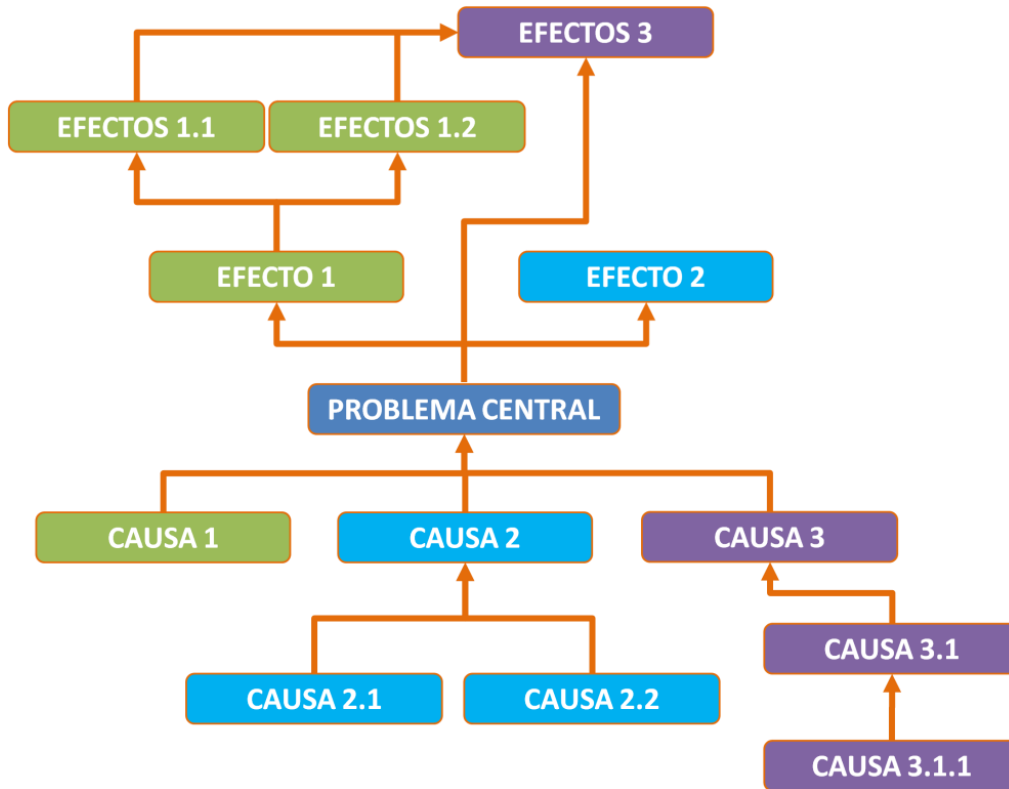 EFECTOS 3
EFECTOS 1.1
EFECTOS 1.2
EFECTO 1
EFECTO 2
PROBLEMA CENTRAL
CAUSA 1
CAUSA 2
CAUSA 3
CAUSA 3.1
CAUSA 2.1
CAUSA 2.2
CAUSA 3.1.1